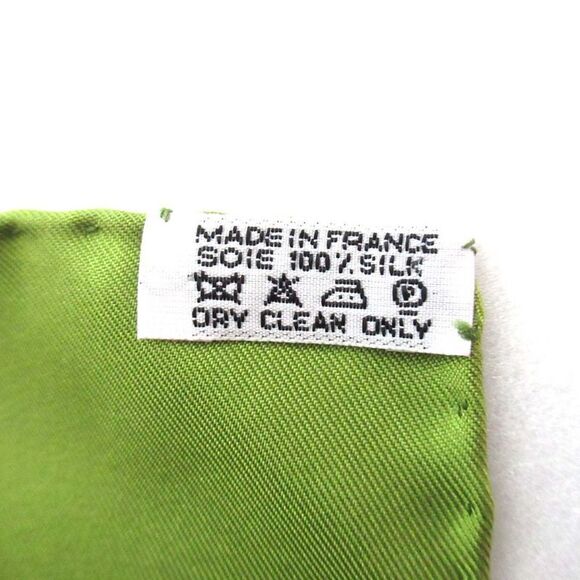 MADE IN FRANCE
SOIE 100% SILK
P
DRY CLEAN ONLY